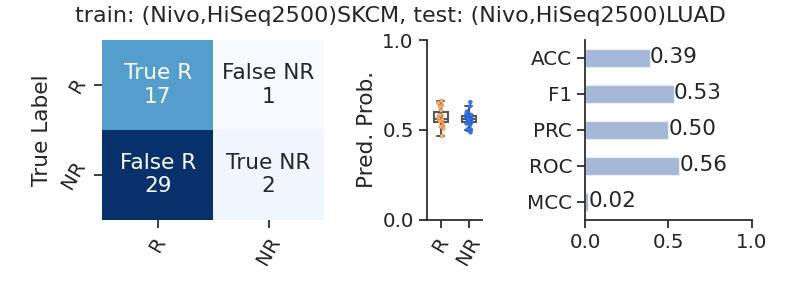 train: (Nivo,HiSeq2500)SKCM, test: (Nivo,HiSeq2500)LUAD
True Label
R
NR
True R
17
False NR
1
False R
29
True NR
2
R
NR
Pred. Prob.
1.0
0.5
0.0
R
NR
ACC
0.39
F1
0.53
PRC
0.50
ROC
0.56
MCC
0.02
0.0
0.5
1.0